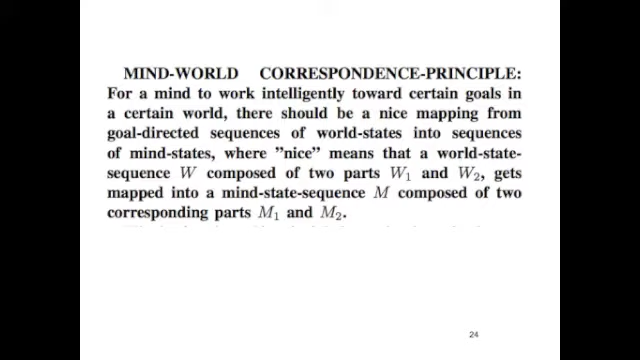 MIND-WORLD CORRESPONDENCE-PRINCIPLE:
For a mind to work intelligently toward certain goals in
a certain world, there should be a nice mapping from
goal-directed sequences of world-states into sequences
of mind-states, where ”nice” means that a world-state-
sequence W composed of two parts W₁ and W₂, gets
mapped into a mind-state-sequence M composed of two
corresponding parts M₁ and M₂.
24